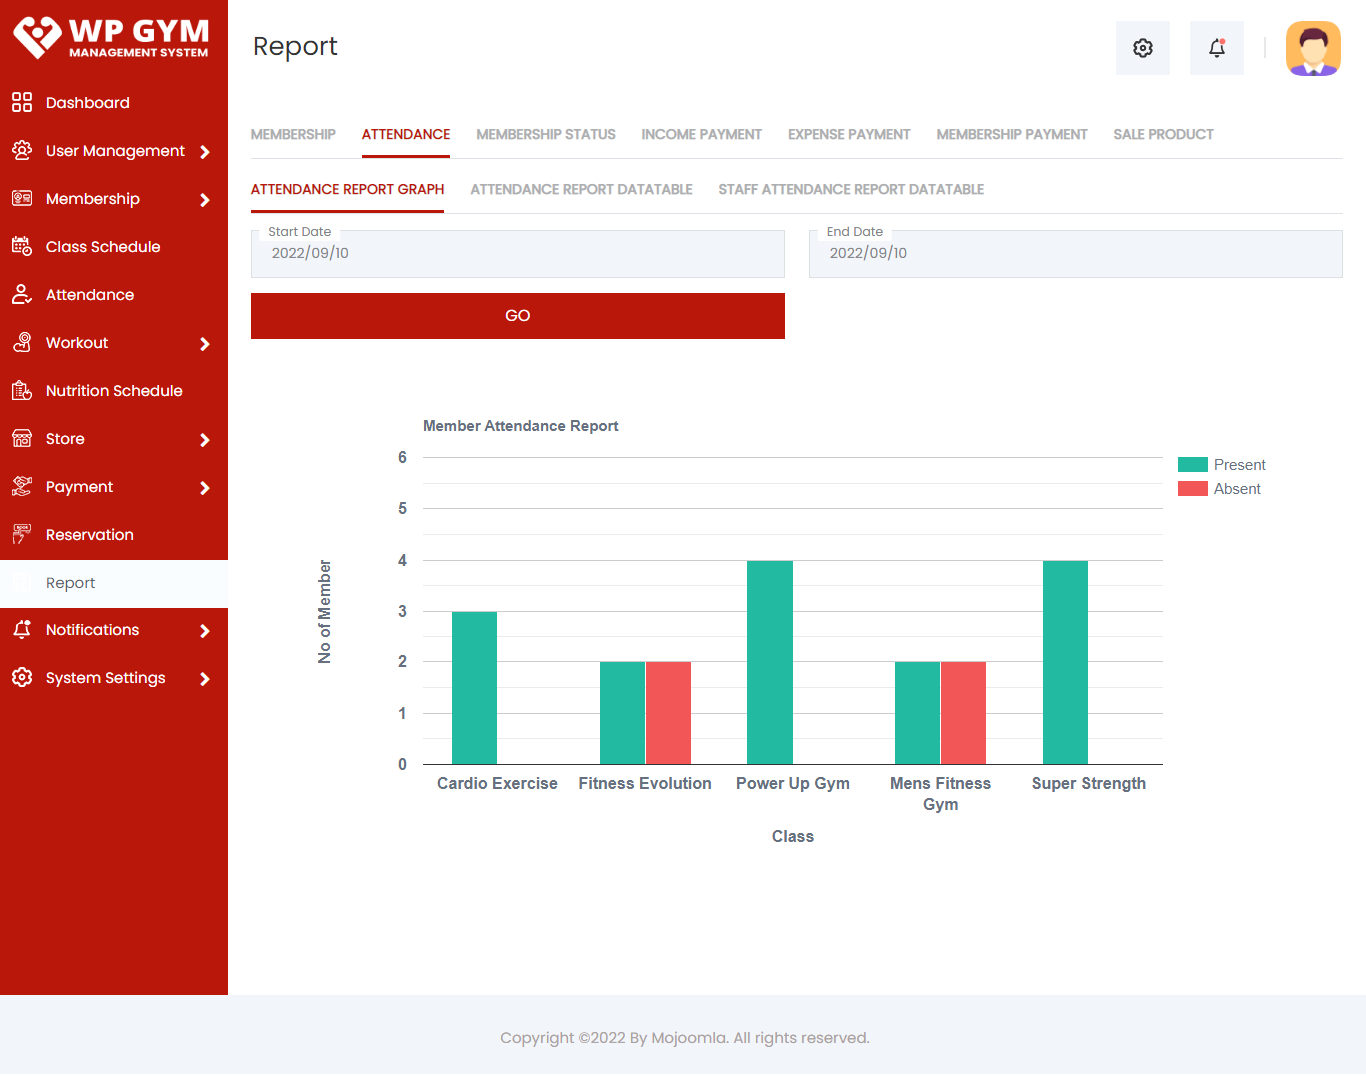 WP GYM
MANAGEMENT SYSTEM
Dashboard
User Management
Membership
Class Schedule
Attendance
Workout
Nutrition Schedule
Store
Payment
Reservation
Report
Notifications
System Settings
Report
MEMBERSHIP ATTENDANCE MEMBERSHIP STATUS INCOME PAYMENT EXPENSE PAYMENT MEMBERSHIP PAYMENT SALE PRODUCT
ATTENDANCE REPORT GRAPH ATTENDANCE REPORT DATATABLE STAFF ATTENDANCE REPORT DATATABLE
Start Date
2022/09/10
End Date
2022/09/10
GO
Member Attendance Report
6
5
4
3
2
1
0
No of Member
Present
Absent
Cardio Exercise
Fitness Evolution
Power Up Gym
Mens Fitness
Gym
Super Strength
Class
Copyright ©2022 By Mojoomla. All rights reserved.